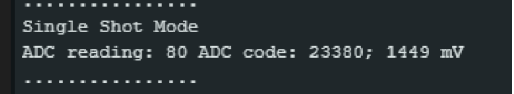 ................
Single Shot Mode
ADC reading: 80 ADC code: 23380; 1449 mV
................